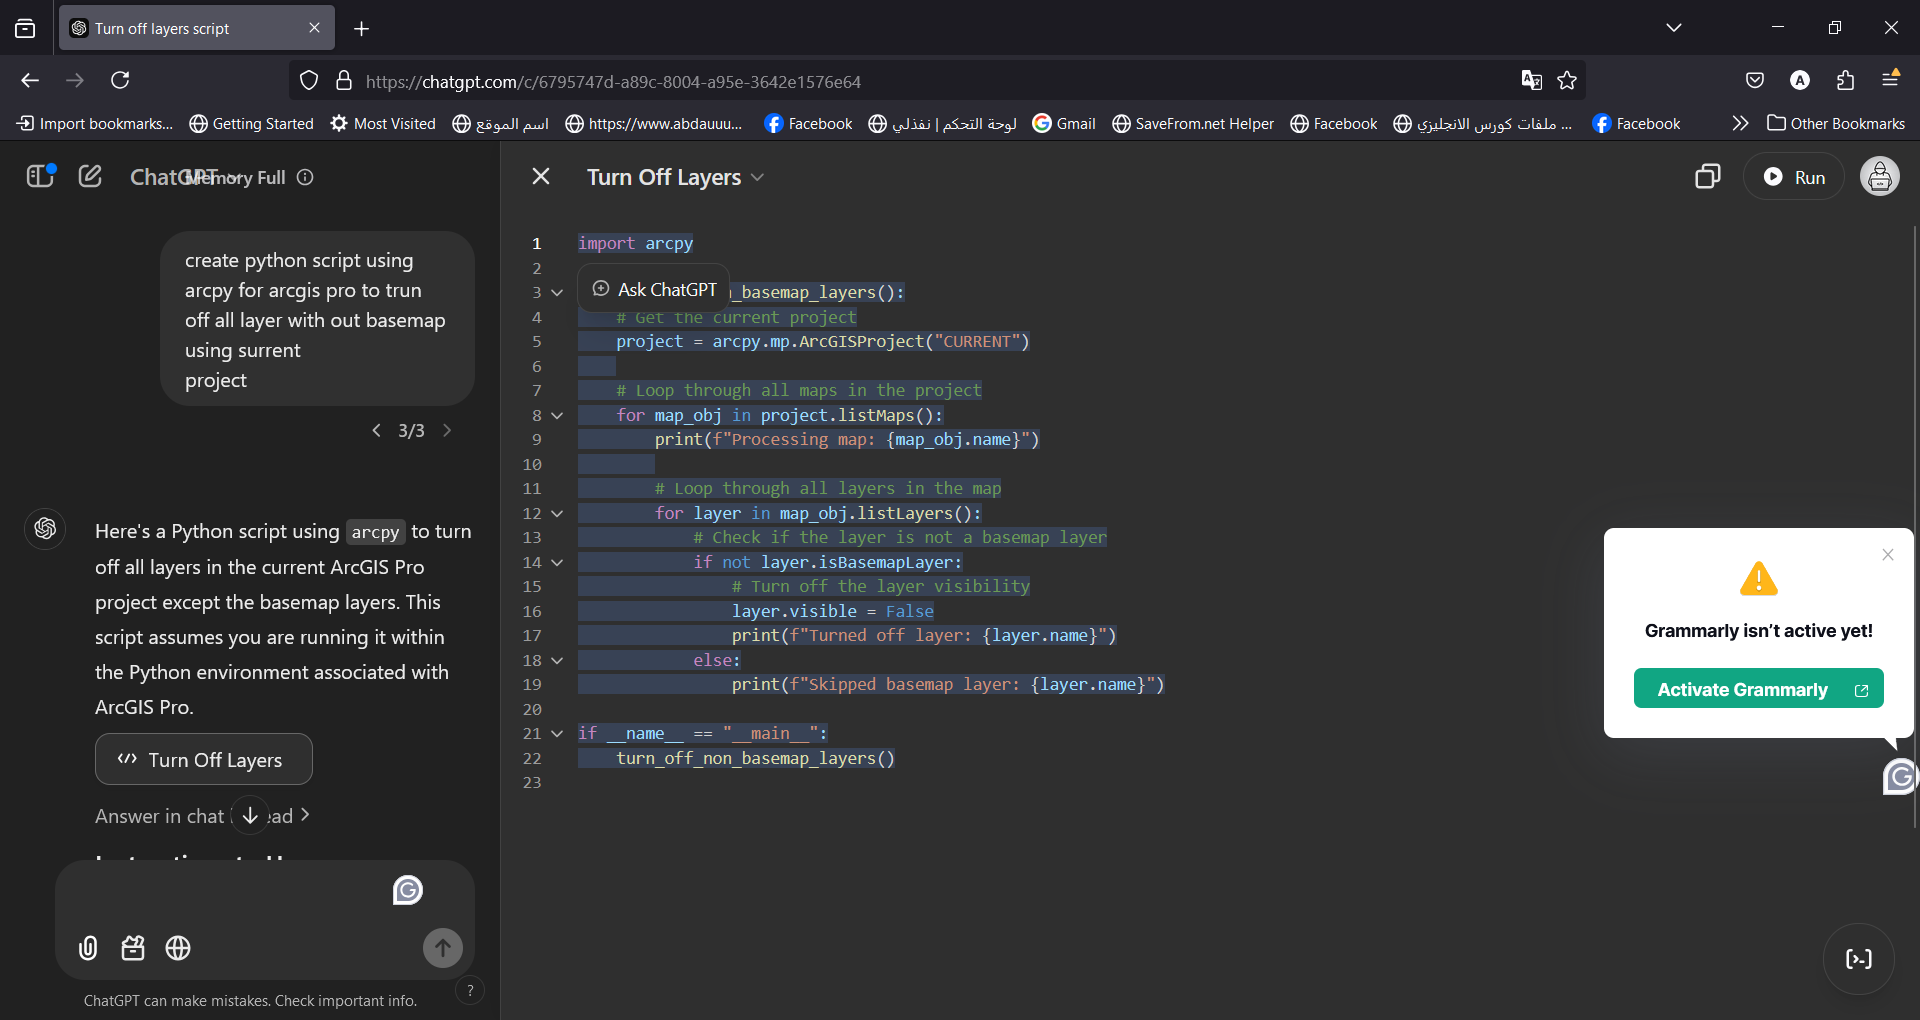 Turn off layers script
https://chatgpt.com/c/6795747d-a89c-8004-a95e-3642e1576e64
A
Import bookmarks...
Getting Started
Most Visited
اسم الموقع
https://www.abdauuu...
Facebook
لوحة التحكم | نفذلي
Gmail
SaveFrom.net Helper
Facebook
ملفات كورس الانجليزي ...
Facebook
Other Bookmarks
ChatGPT
Memory Full
create python script using
arcpy for arcgis pro to trun
off all layer with out basemap
using surrent
project
3/3
Here's a Python script using arcpy to turn
off all layers in the current ArcGIS Pro
project except the basemap layers. This
script assumes you are running it within
the Python environment associated with
ArcGIS Pro.
Turn Off Layers
Answer in chat
ChatGPT can make mistakes. Check important info.
?
Turn Off Layers
Run
1 import arcpy
2
Ask ChatGPT
3 _basemap_layers():
4 # Get the current project
5 project = arcpy.mp.ArcGISProject("CURRENT")
6
7 # Loop through all maps in the project
8 for map_obj in project.listMaps():
9 print(f"Processing map: {map_obj.name}")
10
11 # Loop through all layers in the map
12 for layer in map_obj.listLayers():
13 # Check if the layer is not a basemap layer
14 if not layer.isBasemapLayer:
15 # Turn off the layer visibility
16 layer.visible = False
17 print(f"Turned off layer: {layer.name}")
18 else:
19 print(f"Skipped basemap layer: {layer.name}")
20
21 if __name__ == "__main__":
22 turn_off_non_basemap_layers()
23
Grammarly isn't active yet!
Activate Grammarly